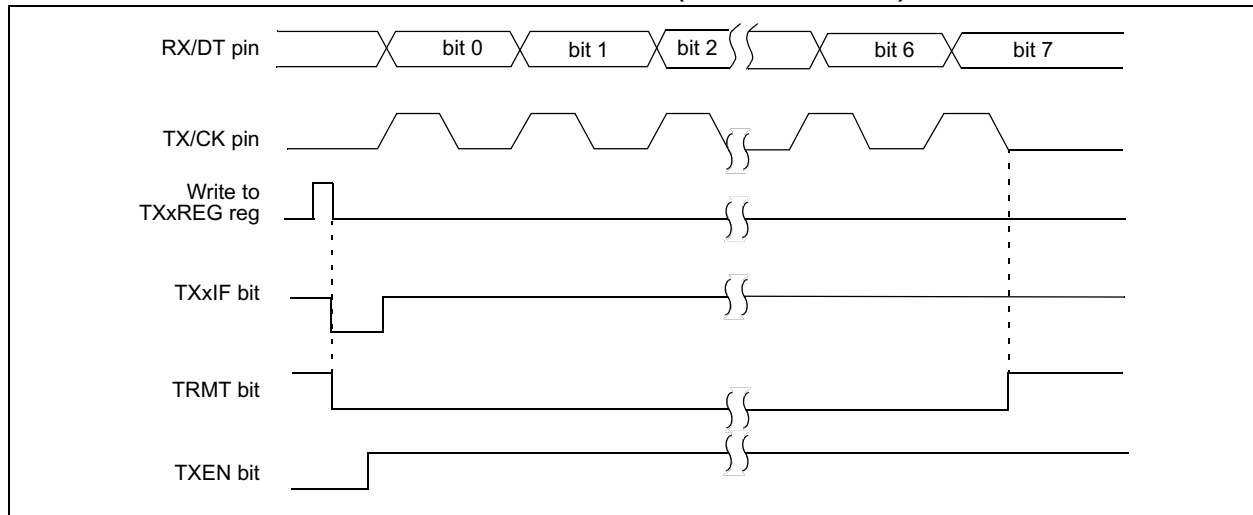 RX/DT pin
bit 0
bit 1
bit 2
bit 6
bit 7
TX/CK pin
Write to
TXxREG reg
TXxIF bit
TRMT bit
TXEN bit